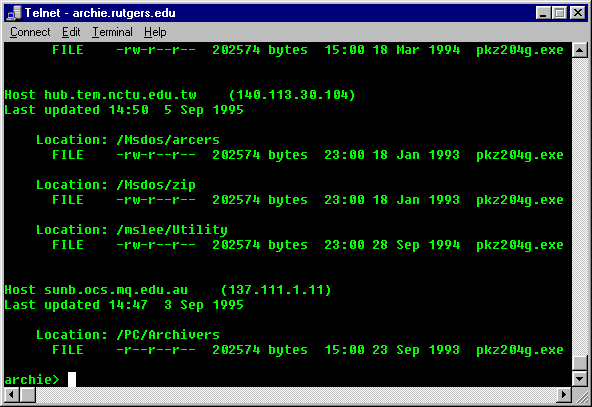 Telnet - archie.rutgers.edu
Connect Edit Terminal Help
FILE -rw-r--r-- 202574 bytes 15:00 18 Mar 1994 pkz204g.exe
Host hub.tem.nctu.edu.tw (140.113.30.104)
Last updated 14:50 5 Sep 1995
Location: /Msdos/arcers
FILE -rw-r--r-- 202574 bytes 23:00 18 Jan 1993 pkz204g.exe
Location: /Msdos/zip
FILE -rw-r--r-- 202574 bytes 23:00 18 Jan 1993 pkz204g.exe
Location: /mslee/Utility
FILE -rw-r--r-- 202574 bytes 23:00 28 Sep 1994 pkz204g.exe
Host sunb.ocs.mq.edu.au (137.111.1.11)
Last updated 14:47 3 Sep 1995
Location: /PC/Archivers
FILE -r--r--r-- 202574 bytes 15:00 23 Sep 1993 pkz204g.exe
archie>